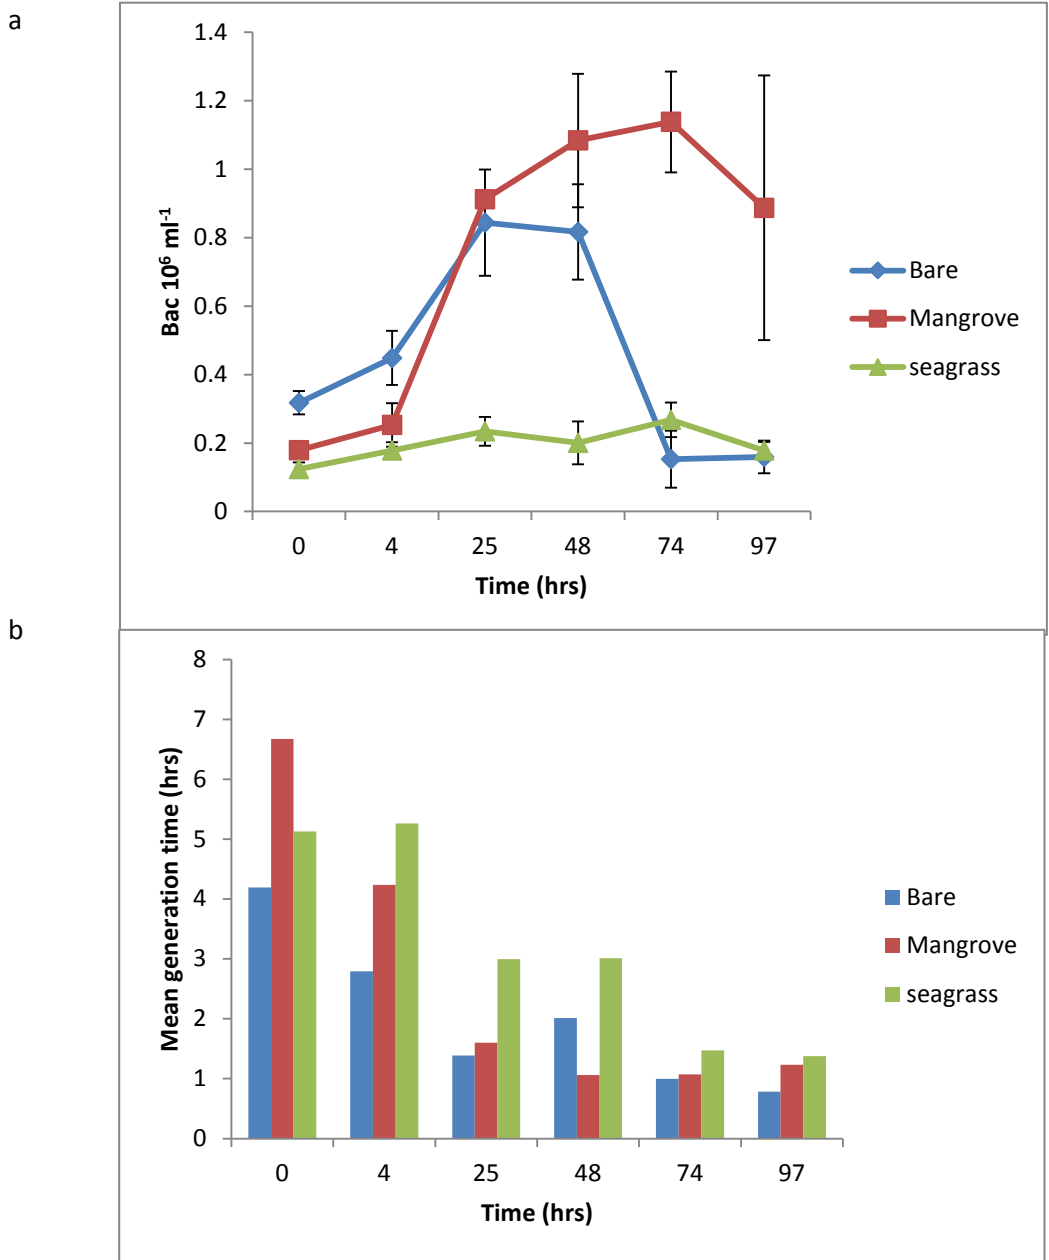 a
1.4
1.2
1
0.8
0.6
0.4
0.2
0
Bac 10⁶ ml⁻¹
0 4 25 48 74 97
Time (hrs)
Bare
Mangrove
seagrass
b
8
7
6
5
4
3
2
1
0
Mean generation time (hrs)
0 4 25 48 74 97
Time (hrs)
Bare
Mangrove
seagrass